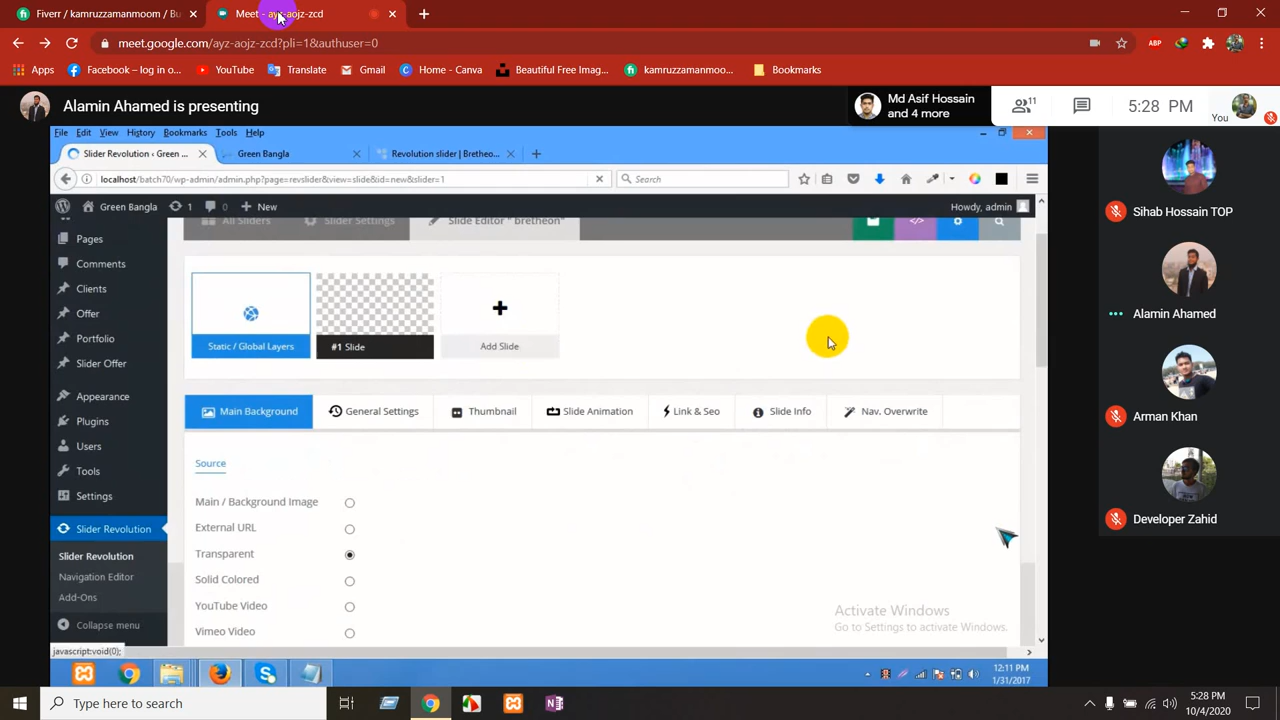 Fiverr / kamruzzamanmoom / Bu
Meet - ayz-aojz-zcd
meet.google.com/ayz-aojz-zcd?pli=1&authuser=0
ABP
Apps
Facebook – log in o...
YouTube
Translate
Gmail
Home - Canva
Beautiful Free Imag...
kamruzzamanmoo...
Bookmarks
Alamin Ahamed is presenting
Md Asif Hossain
and 4 more
11
5:28 PM
You
File Edit View History Bookmarks Tools Help
Slider Revolution ‹ Green ...
Green Bangla
Revolution slider | Bretheo...
localhost/batch70/wp-admin/admin.php?page=revslider&view=slide&id=new&slider=1
Search
Green Bangla
6
0
New
Howdy, admin
All Sliders
Slider Settings
Slide Editor " bretheon"
Pages
Comments
Clients
Offer
Portfolio
Slider Offer
Appearance
Plugins
Users
Tools
Settings
Slider Revolution
Slider Revolution
Navigation Editor
Add-Ons
Collapse menu
Static / Global Layers
#1 Slide
Add Slide
Main Background
General Settings
Thumbnail
Slide Animation
Link & Seo
Slide Info
Nav. Overwrite
Source
Main / Background Image
External URL
Transparent
Solid Colored
YouTube Video
Vimeo Video
Activate Windows
Go to Settings to activate Windows.
javascript:void(0);
12:11 PM
1/31/2017
Sihab Hossain TOP
Alamin Ahamed
Arman Khan
Developer Zahid
Type here to search
5:28 PM
10/4/2020